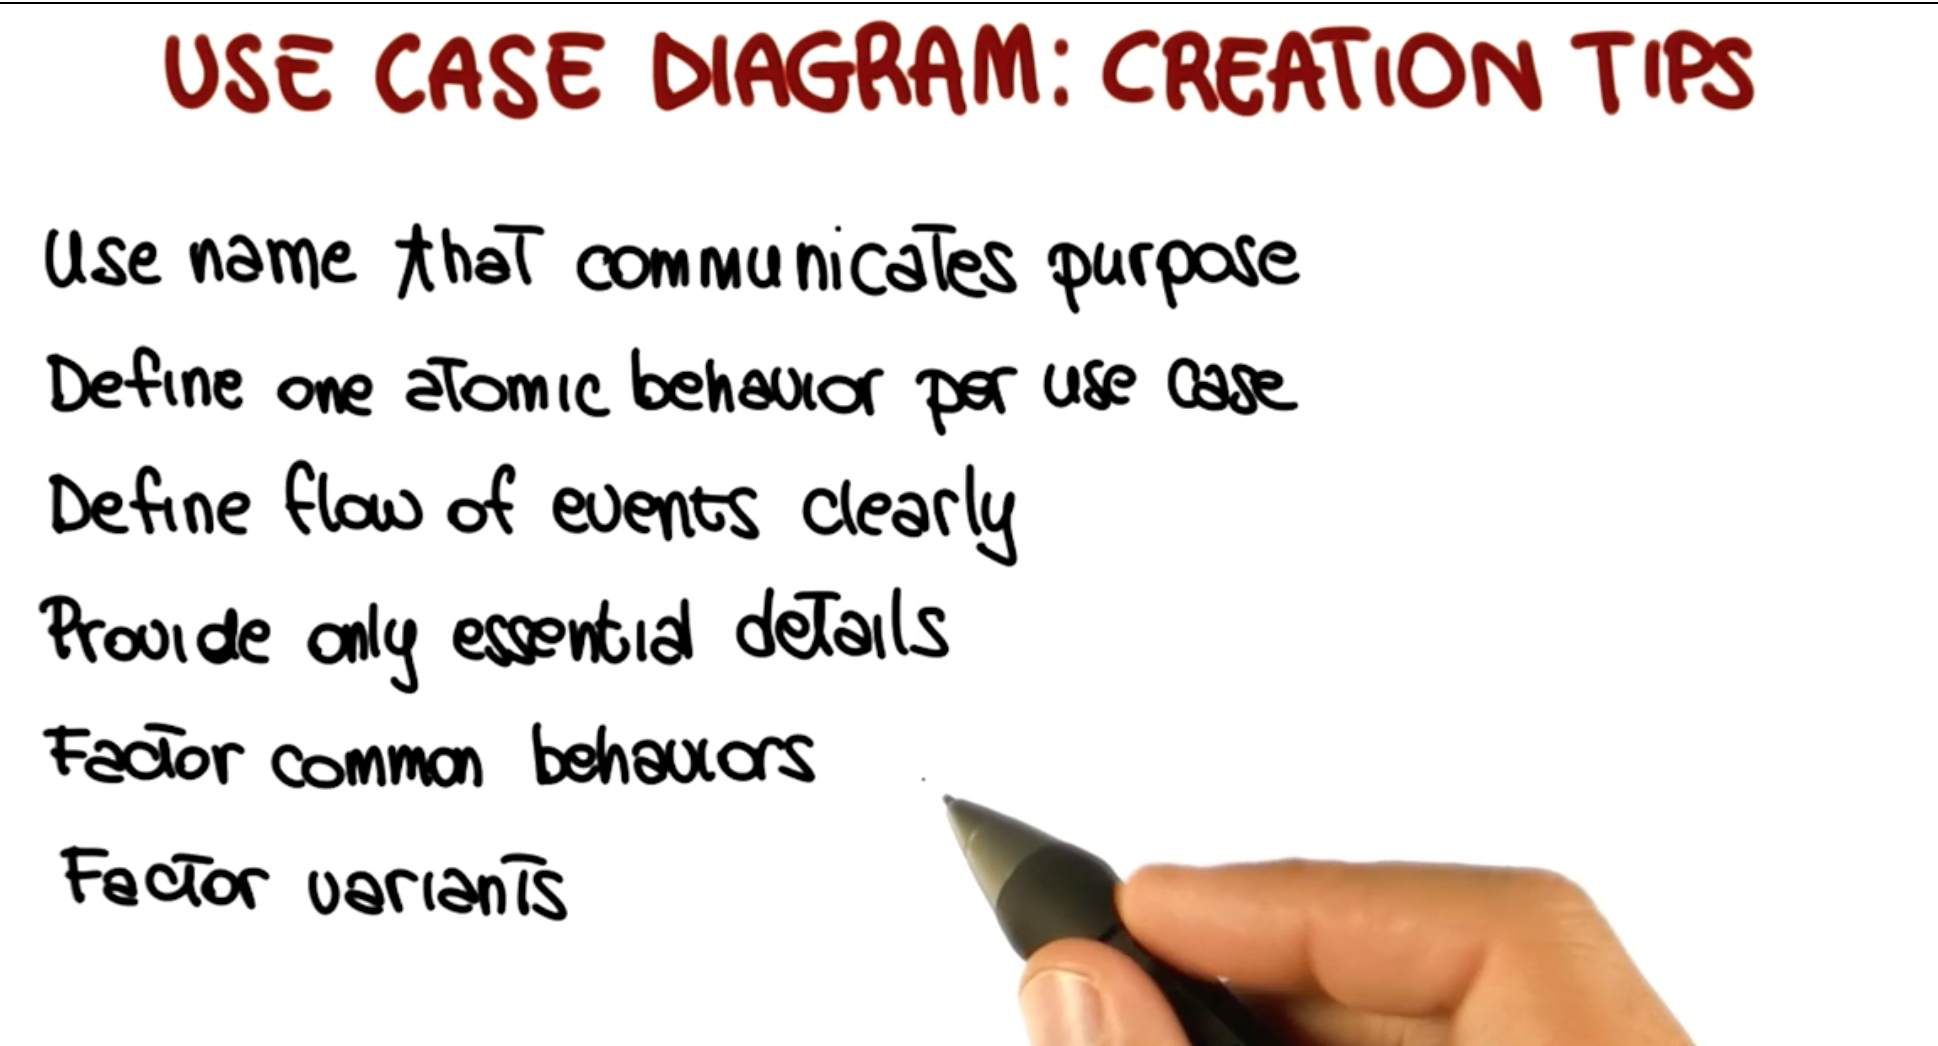 USE CASE DIAGRAM: CREATION TIPS
Use name that communicates purpose
Define one atomic behavior per use case
Define flow of events clearly
Provide only essential details
Factor common behaviors
Factor variants